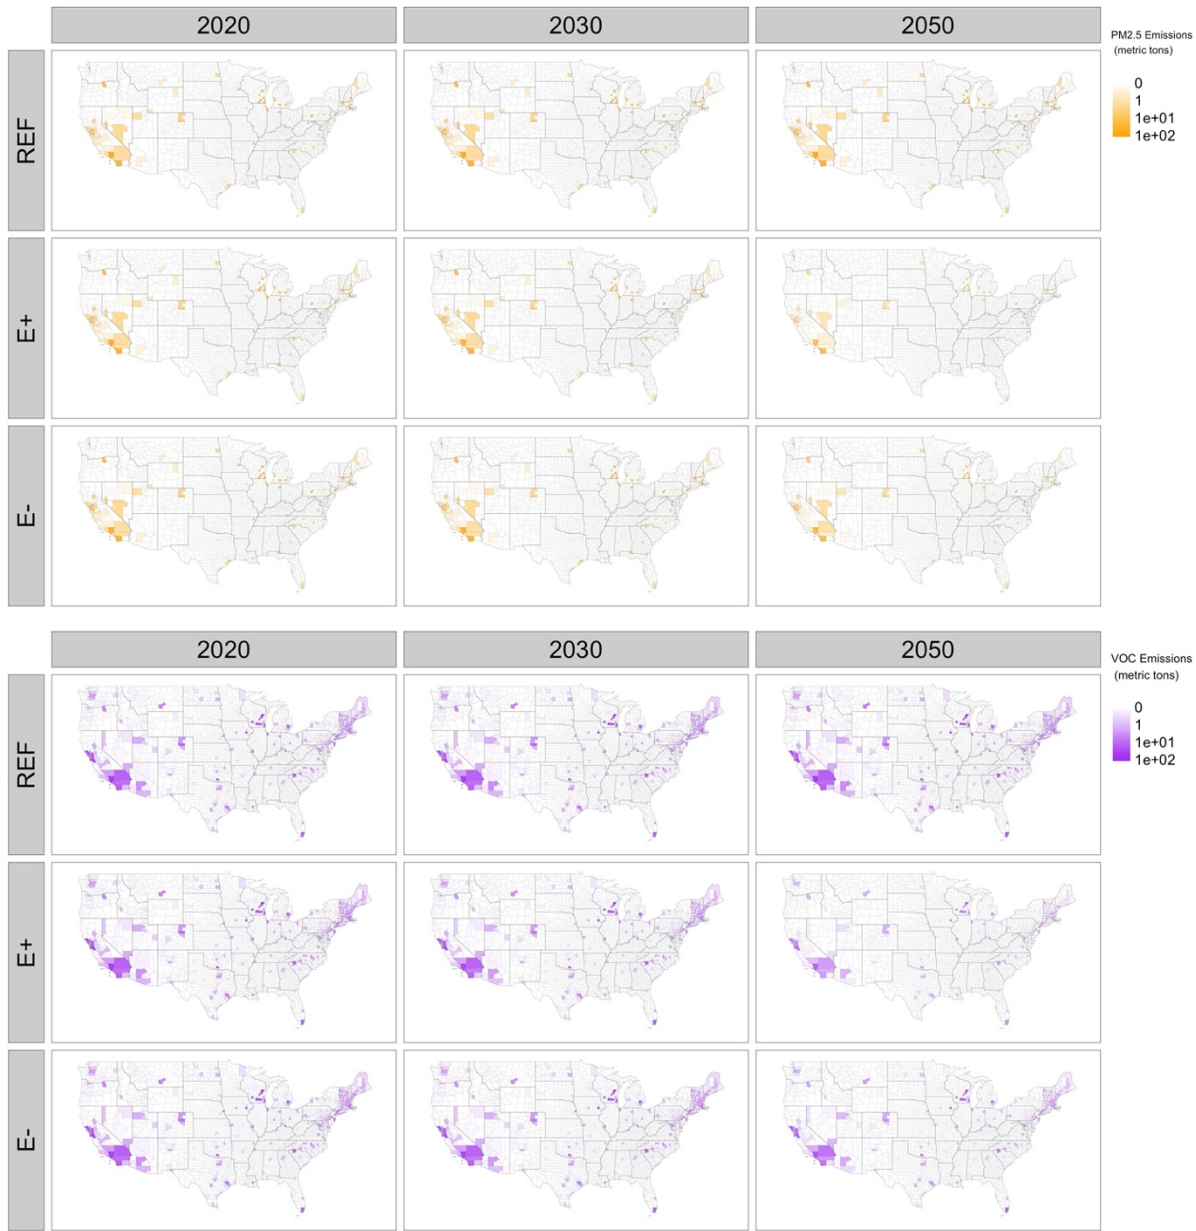 2020 2030 2050
PM2.5 Emissions
(metric tons)
0
1
1e+01
1e+02
REF
E+
E-
2020 2030 2050
VOC Emissions
(metric tons)
0
1
1e+01
1e+02
REF
E+
E-